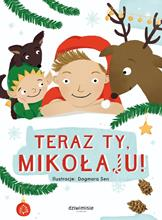 TERAZ TY,
MIKOŁAJU!
Ilustracje: Dagmara Sen
dziwimisie